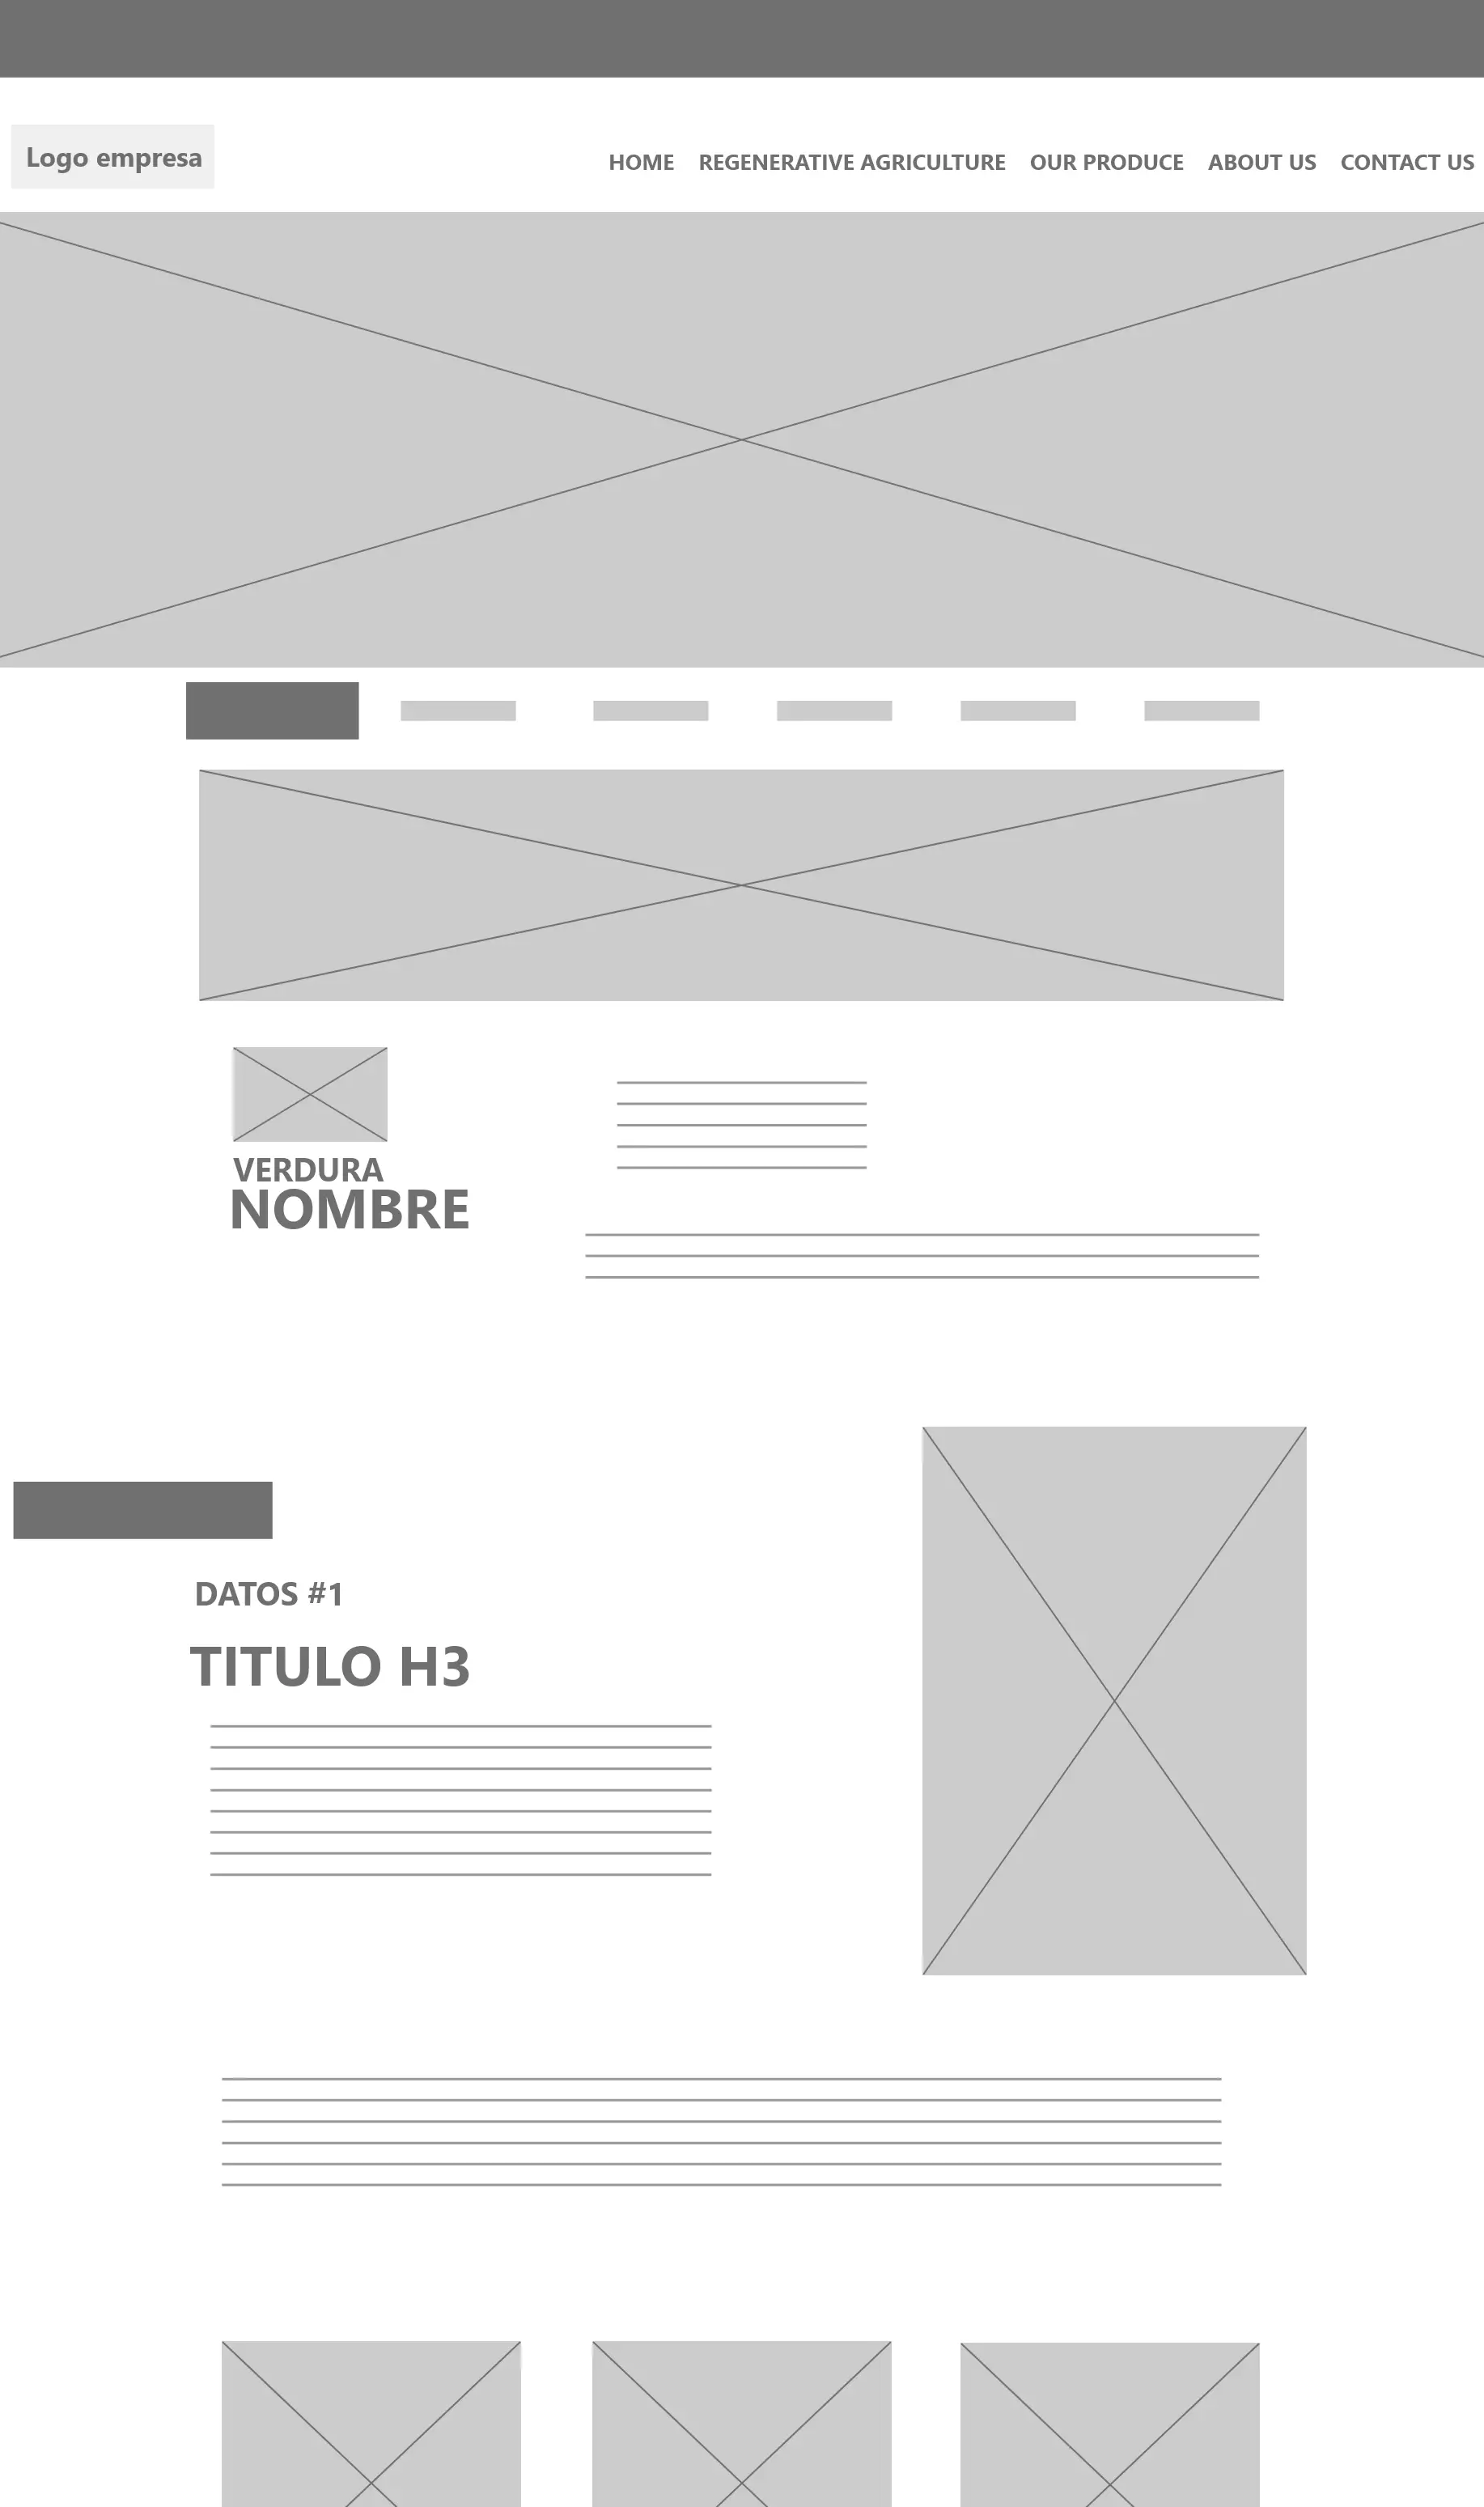 Logo empresa
HOME REGENERATIVE AGRICULTURE OUR PRODUCE ABOUT US CONTACT US
VERDURA
NOMBRE
DATOS #1
TITULO H3